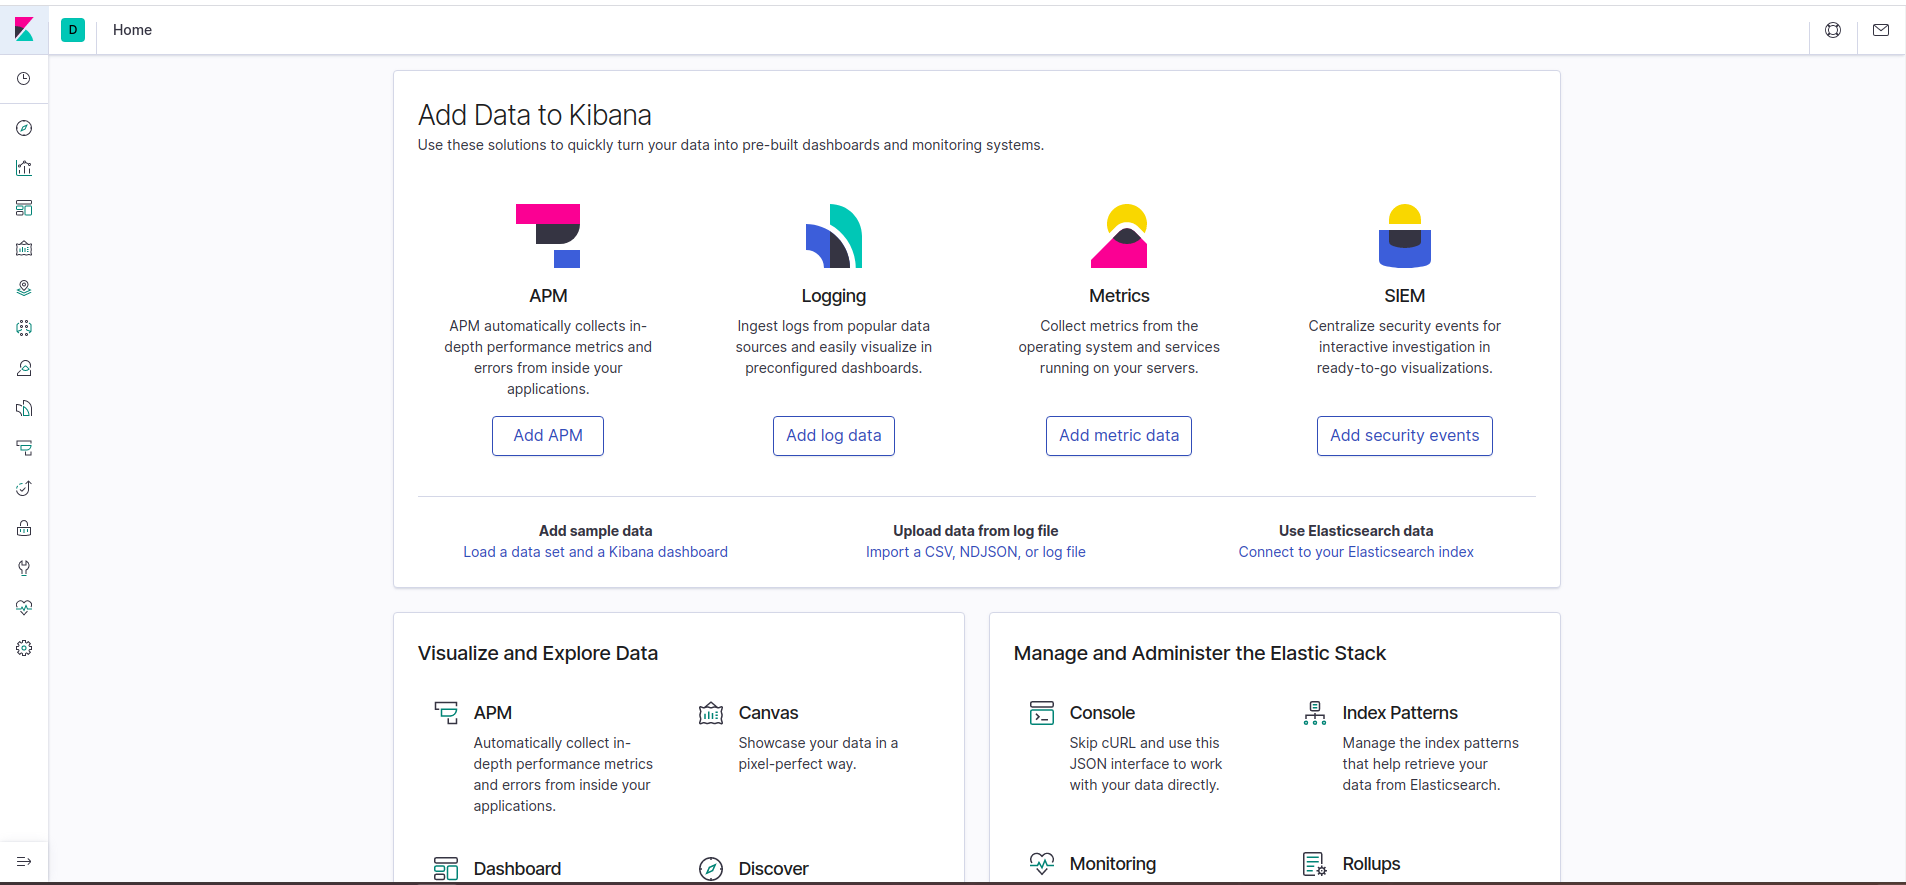 D
Home
Add Data to Kibana
Use these solutions to quickly turn your data into pre-built dashboards and monitoring systems.
APM
APM automatically collects in-
depth performance metrics and
errors from inside your
applications.
Add APM
Logging
Ingest logs from popular data
sources and easily visualize in
preconfigured dashboards.
Add log data
Metrics
Collect metrics from the
operating system and services
running on your servers.
Add metric data
SIEM
Centralize security events for
interactive investigation in
ready-to-go visualizations.
Add security events
Add sample data
Load a data set and a Kibana dashboard
Upload data from log file
Import a CSV, NDJSON, or log file
Use Elasticsearch data
Connect to your Elasticsearch index
Visualize and Explore Data
APM
Automatically collect in-
depth performance metrics
and errors from inside your
applications.
Canvas
Showcase your data in a
pixel-perfect way.
Dashboard
Discover
Manage and Administer the Elastic Stack
Console
Skip cURL and use this
JSON interface to work
with your data directly.
Index Patterns
Manage the index patterns
that help retrieve your
data from Elasticsearch.
Monitoring
Rollups